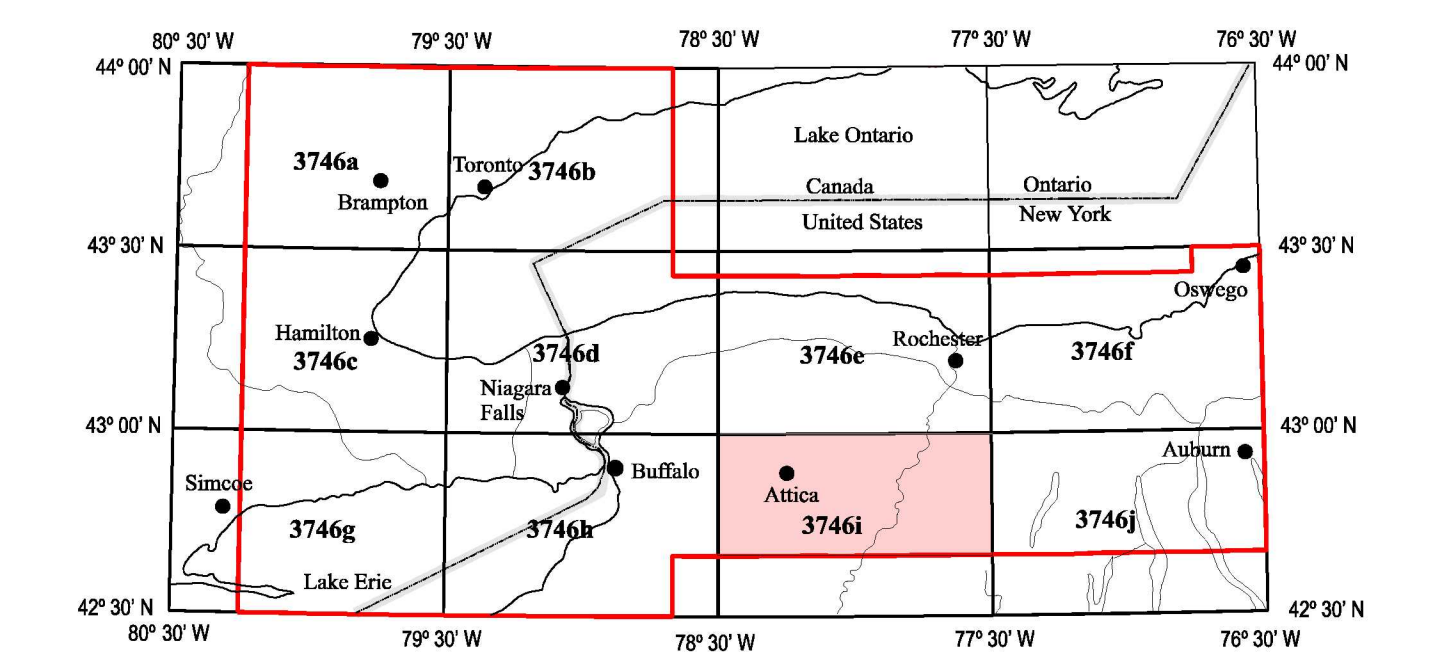 80º 30' W
79º 30' W
78º 30' W
77º 30' W
76º 30' W
44º 00' N
44º 00' N
Lake Ontario
3746a
Toronto
3746b
Brampton
Canada
Ontario
United States
New York
43º 30' N
43º 30' N
Oswego
Hamilton
3746c
3746d
3746e
Rochester
3746f
Niagara
Falls
43º 00' N
43º 00' N
Auburn
Simcoe
Buffalo
Attica
3746g
3746h
3746i
3746j
Lake Erie
42º 30' N
42º 30' N
80º 30' W
79º 30' W
78º 30' W
77º 30' W
76º 30' W